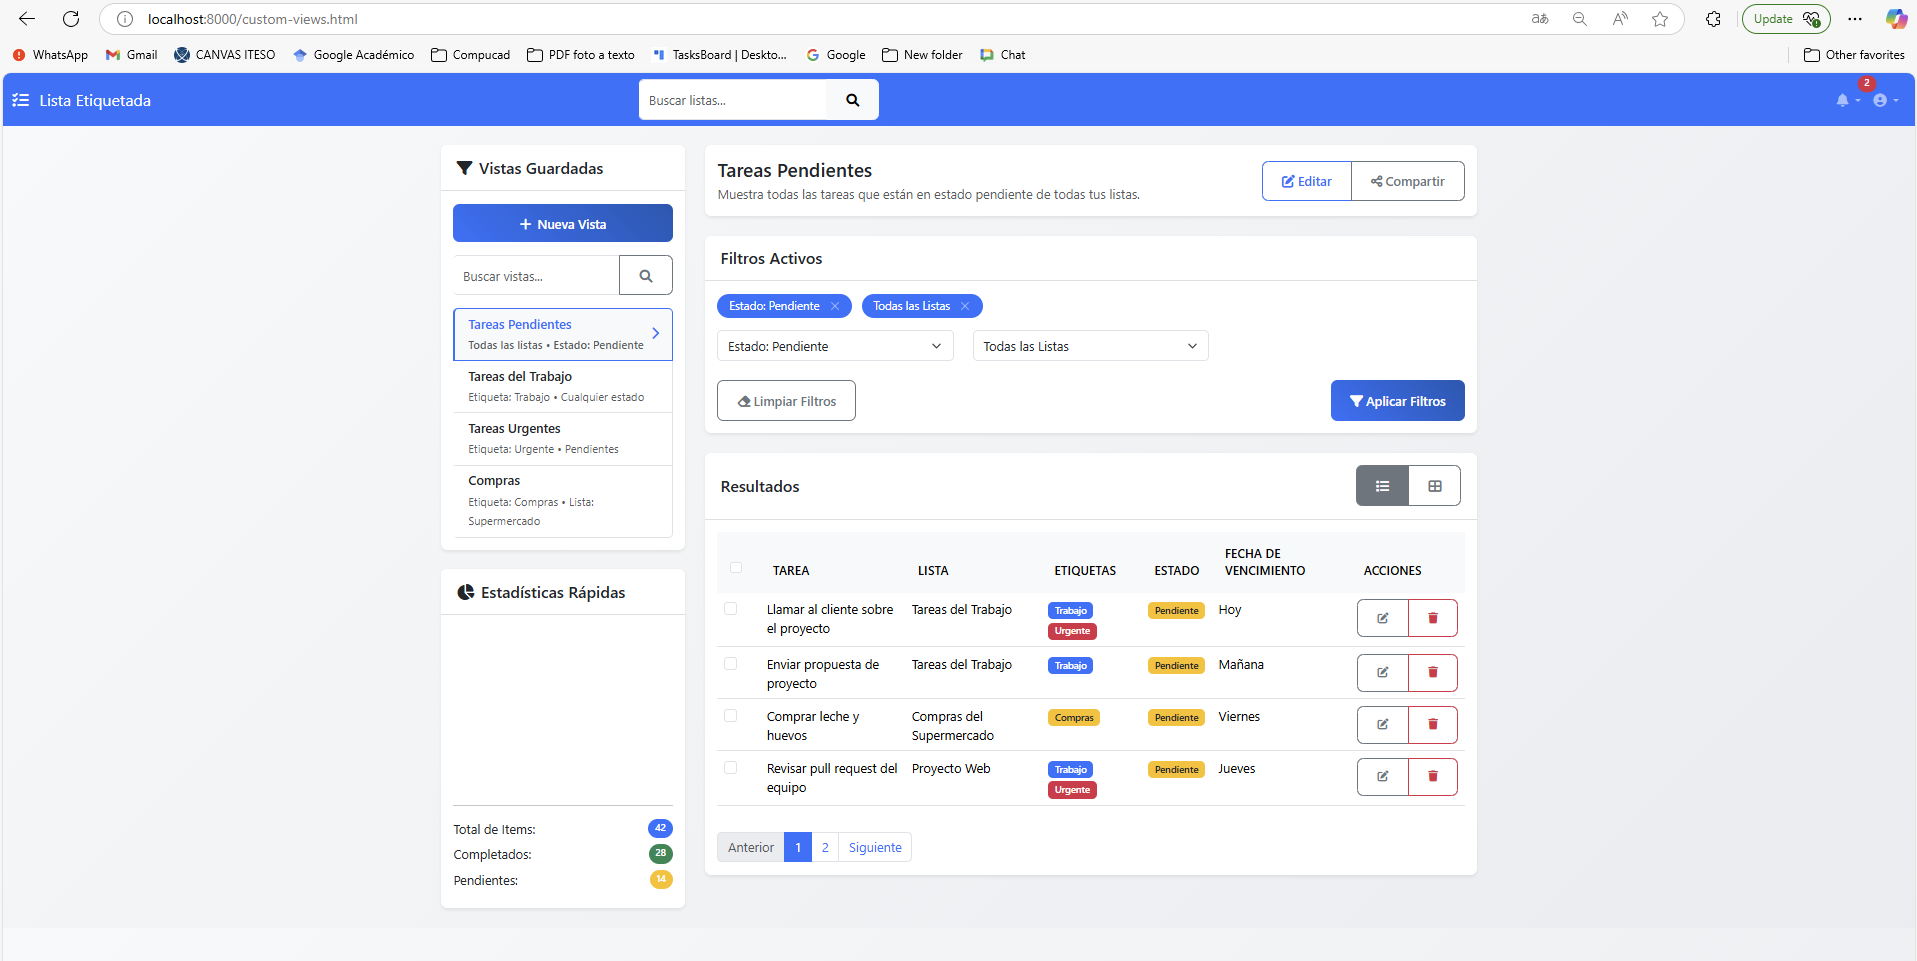 localhost:8000/custom-views.html
aあ
Update
WhatsApp
Gmail
CANVAS ITESO
Google Académico
Compucad
PDF foto a texto
TasksBoard | Deskto...
Google
New folder
Chat
Other favorites
Lista Etiquetada
Buscar listas...
2
Vistas Guardadas
Nueva Vista
Buscar vistas...
Tareas Pendientes
Todas las listas • Estado: Pendiente
Tareas del Trabajo
Etiqueta: Trabajo • Cualquier estado
Tareas Urgentes
Etiqueta: Urgente • Pendientes
Compras
Etiqueta: Compras • Lista:
Supermercado
Estadísticas Rápidas
Total de Items: 42
Completados: 28
Pendientes: 14
Tareas Pendientes
Muestra todas las tareas que están en estado pendiente de todas tus listas.
Editar
Compartir
Filtros Activos
Estado: Pendiente
Todas las Listas
Estado: Pendiente
Todas las Listas
Limpiar Filtros
Aplicar Filtros
Resultados
TAREA
LISTA
ETIQUETAS
ESTADO
FECHA DE
VENCIMIENTO
ACCIONES
Llamar al cliente sobre
el proyecto
Tareas del Trabajo
Trabajo
Urgente
Pendiente
Hoy
Enviar propuesta de
proyecto
Tareas del Trabajo
Trabajo
Pendiente
Mañana
Comprar leche y
huevos
Compras del
Supermercado
Compras
Pendiente
Viernes
Revisar pull request del
equipo
Proyecto Web
Trabajo
Urgente
Pendiente
Jueves
Anterior
1
2
Siguiente